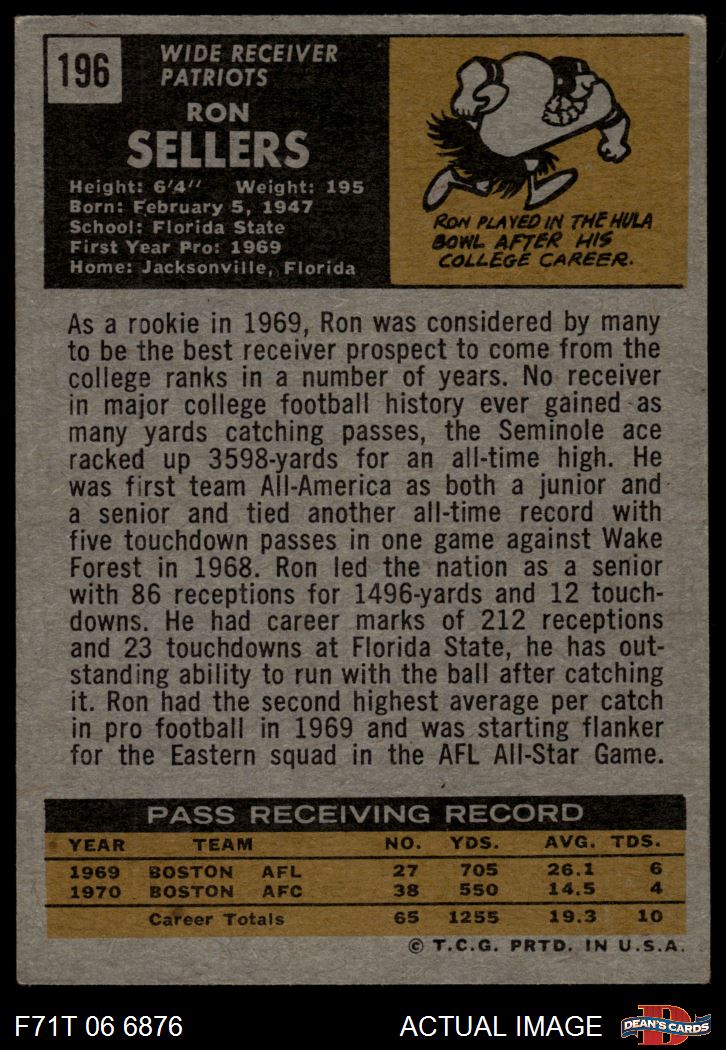 196
WIDE RECEIVER
PATRIOTS
RON
SELLERS
Height: 6'4" Weight: 195
Born: February 5, 1947
School: Florida State
First Year Pro: 1969
Home: Jacksonville, Florida
RON PLAYED IN THE HULA
BOWL AFTER HIS
COLLEGE CAREER.
As a rookie in 1969, Ron was considered by many
to be the best receiver prospect to come from the
college ranks in a number of years. No receiver
in major college football history ever gained as
many yards catching passes, the Seminole ace
racked up 3598-yards for an all-time high. He
was first team All-America as both a junior and
a senior and tied another all-time record with
five touchdown passes in one game against Wake
Forest in 1968. Ron led the nation as a senior
with 86 receptions for 1496-yards and 12 touch-
downs. He had career marks of 212 receptions
and 23 touchdowns at Florida State, he has out-
standing ability to run with the ball after catching
it. Ron had the second highest average per catch
in pro football in 1969 and was starting flanker
for the Eastern squad in the AFL All-Star Game.
PASS RECEIVING RECORD
YEAR TEAM NO. YDS. AVG. TDS.
1969 BOSTON AFL 27 705 26.1 6
1970 BOSTON AFC 38 550 14.5 4
Career Totals 65 1255 19.3 10
© T.C.G. PRTD. IN U.S.A.
F71T 06 6876
ACTUAL IMAGE
D
DEAN'S CARDS